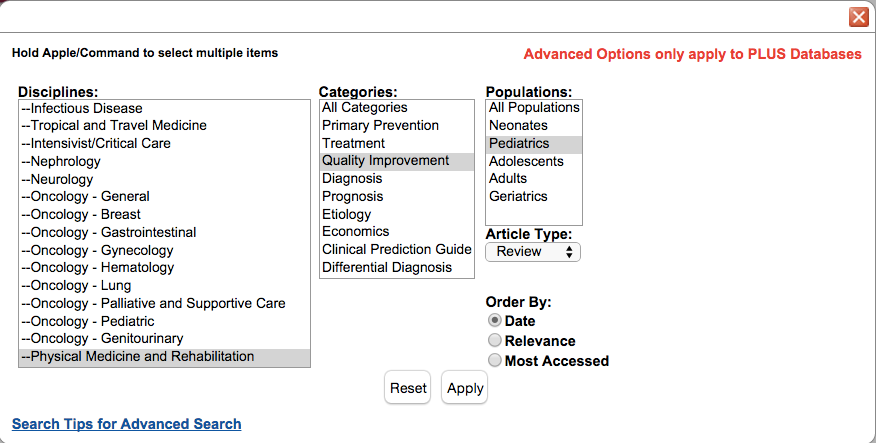 Hold Apple/Command to select multiple items
Advanced Options only apply to PLUS Databases
Disciplines:
--Infectious Disease
--Tropical and Travel Medicine
--Intensivist/Critical Care
--Nephrology
--Neurology
--Oncology - General
--Oncology - Breast
--Oncology - Gastrointestinal
--Oncology - Gynecology
--Oncology - Hematology
--Oncology - Lung
--Oncology - Palliative and Supportive Care
--Oncology - Pediatric
--Oncology - Genitourinary
--Physical Medicine and Rehabilitation
Categories:
All Categories
Primary Prevention
Treatment
Quality Improvement
Diagnosis
Prognosis
Etiology
Economics
Clinical Prediction Guide
Differential Diagnosis
Populations:
All Populations
Neonates
Pediatrics
Adolescents
Adults
Geriatrics
Article Type:
Review
Order By:
Date
Relevance
Most Accessed
Reset
Apply
Search Tips for Advanced Search